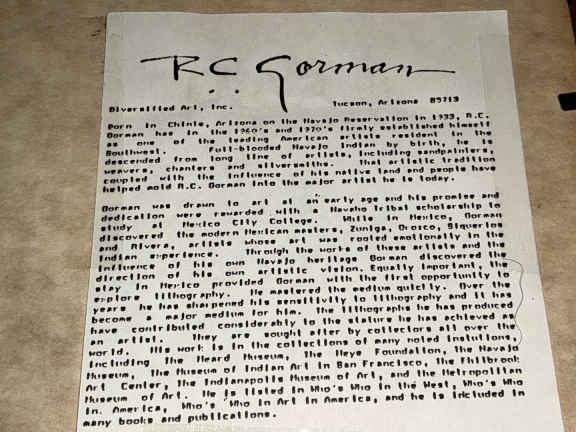 R.C. Gorman
Diversified Art, Inc. Tucson, Arizona 85719
Born in Chinle, Arizona on the Navajo Reservation in 1933, R.C.
Gorman has in the 1960's and 1970's firmly established himself
as one of the leading American artists resident in the
Southwest. Full-blooded Navajo Indian by birth, he is
descended from long line of artists, including sandpainters,
weavers, chanters and silversmiths. That artistic tradition
coupled with the influence of his native land and people have
helped mold R.C. Gorman into the major artist he is today.
Gorman was drawn to art at an early age and his promise and
dedication were rewarded with a Navaho tribal scholarship to
study at Mexico City College. While in Mexico, Gorman
discovered the modern Mexican masters, Zuniga, Orozco, Siquerios
and Rivera, artists whose art was rooted emotionally in the
Indian experience. Through the works of these artists and the
influence of his own Navajo heritage Gorman discovered the
direction of his own artistic vision. Equally important, the
stay in Mexico provided Gorman with the first opportunity to
explore lithography. He mastered the medium quickly. Over the
years he has sharpened his sensitivity to lithography and it has
become a major medium for him. The lithographs he has produced
have contributed considerably to the stature he has achieved as
an artist. They are sought after by collectors all over the
world. His work is in the collections of many noted instutions,
including The Heard Museum, The Heye Foundation, the Navajo
Museum, The Museum of Indian Art in San Francisco, The Philbrook
Art Center, The Indianapolis Museum of Art, and the Metropolitan
Museum of Art. He is listed in Who's Who in the West, Who's Who
In America, Who's Who In Art In America, and he is included in
many books and publications.